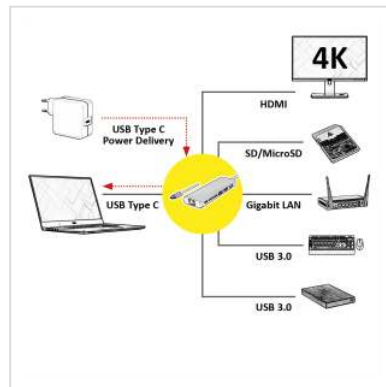 4K
HDMI
USB Type C
Power Delivery
SD/MicroSD
USB Type C
Gigabit LAN
USB 3.0
USB 3.0